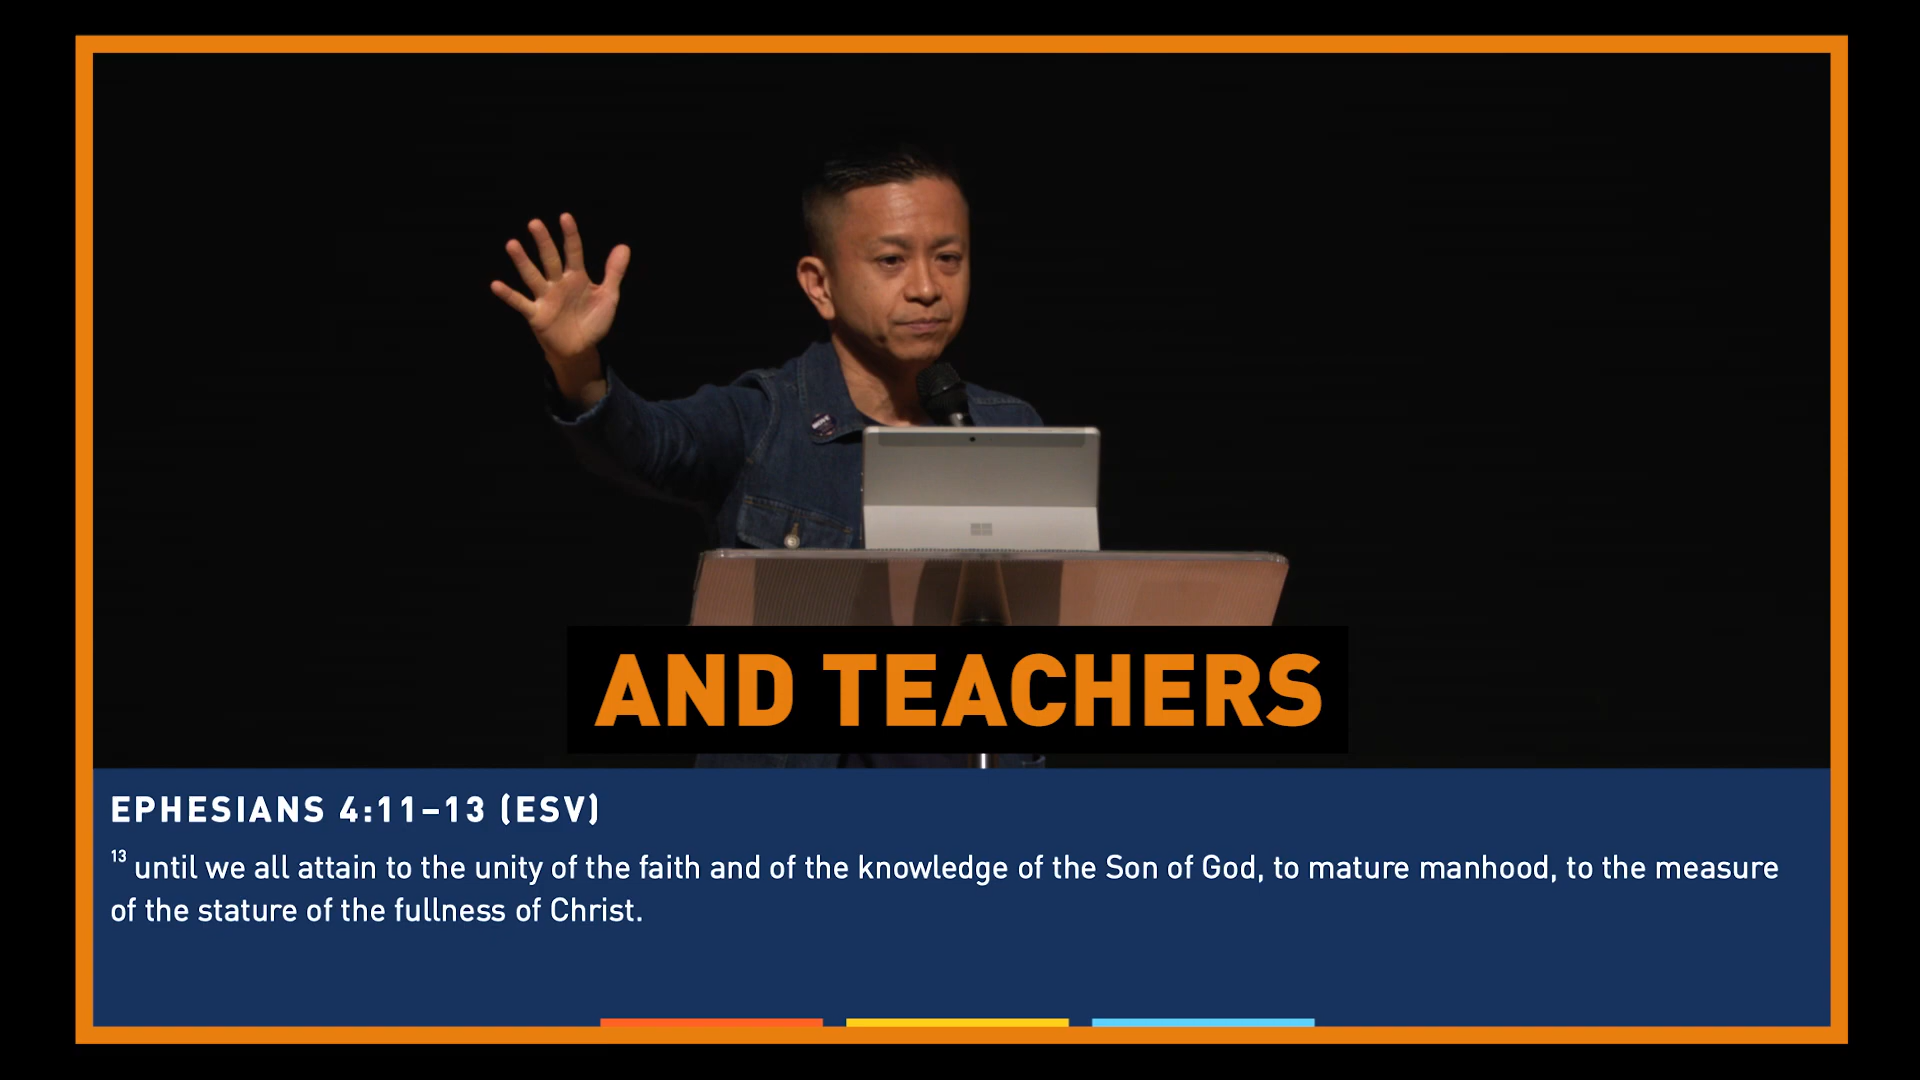 AND TEACHERS
EPHESIANS 4:11–13 (ESV)
13 until we all attain to the unity of the faith and of the knowledge of the Son of God, to mature manhood, to the measure
of the stature of the fullness of Christ.